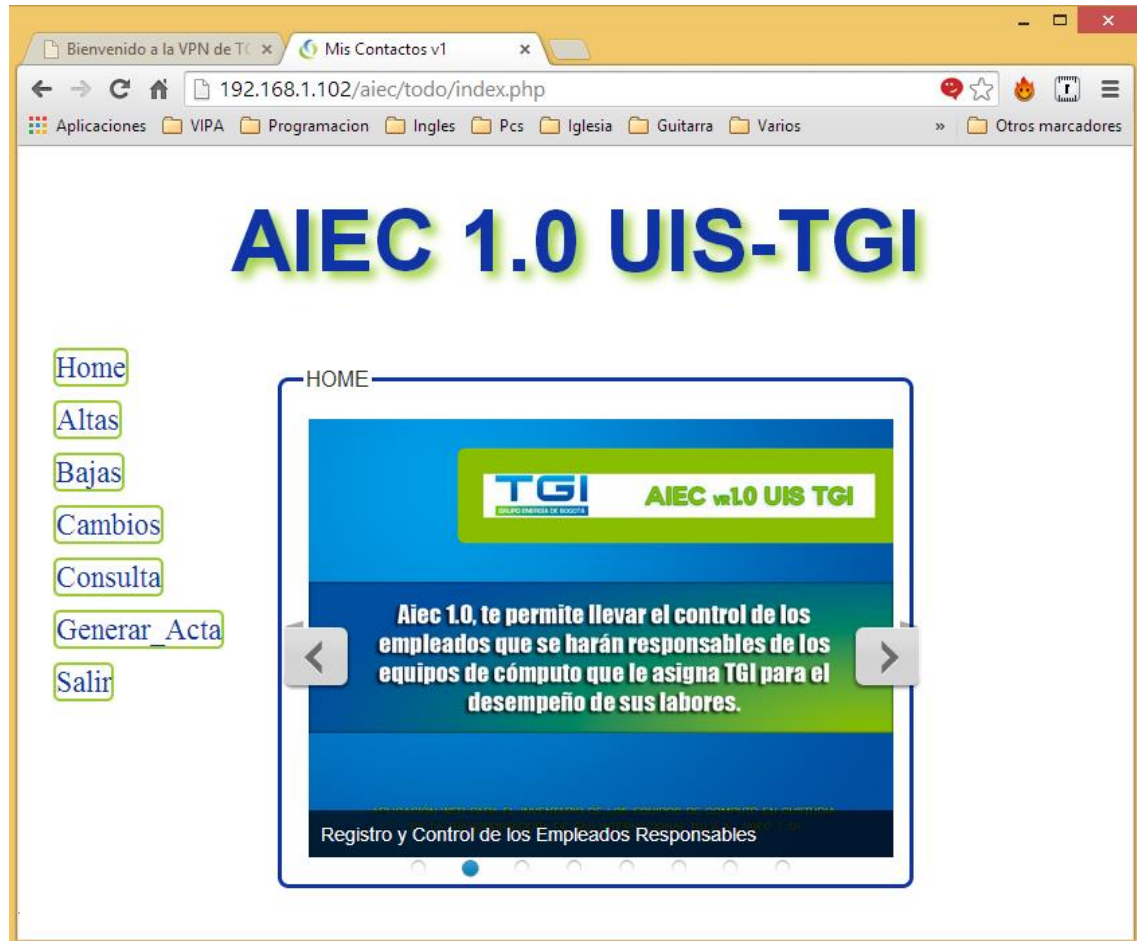 Bienvenido a la VPN de T
Mis Contactos v1
192.168.1.102/aiec/todo/index.php
Aplicaciones VIPA Programacion Ingles Pcs Iglesia Guitarra Varios » Otros marcadores
AIEC 1.0 UIS-TGI
Home
Altas
Bajas
Cambios
Consulta
Generar_Acta
Salir
HOME
TGI
GRUPO ENERGIA DE BOGOTA
AIEC VR1.0 UIS TGI
Aiec 1.0, te permite llevar el control de los
empleados que se harán responsables de los
equipos de cómputo que le asigna TGI para el
desempeño de sus labores.
Registro y Control de los Empleados Responsables